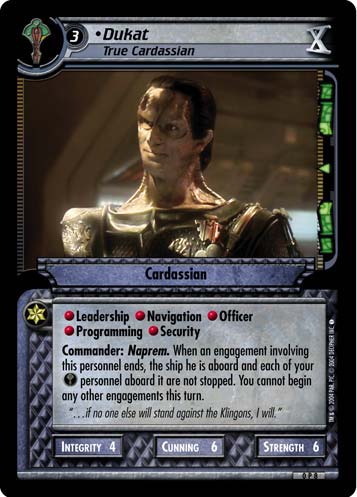 3
•Dukat
True Cardassian
Cardassian
Leadership Navigation Officer
Programming Security
Commander: Naprem. When an engagement involving
this personnel ends, the ship he is aboard and each of your
personnel aboard it are not stopped. You cannot begin
any other engagements this turn.
"…if no one else will stand against the Klingons, I will."
INTEGRITY 4 CUNNING 6 STRENGTH 6
0 P 8